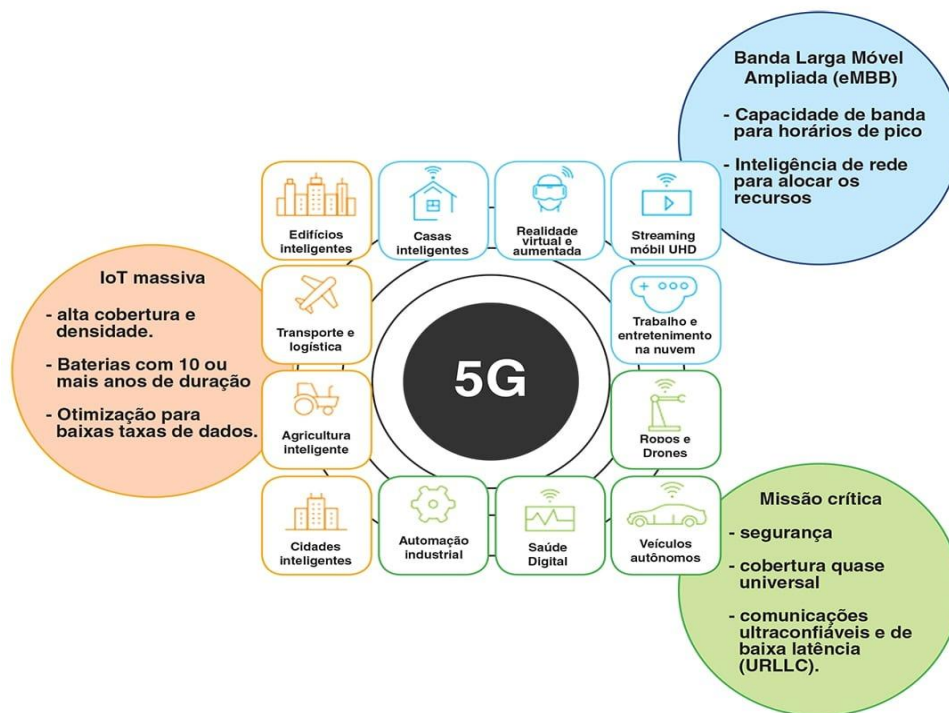 Banda Larga Móvel
Ampliada (eMBB)
- Capacidade de banda
para horários de pico
- Inteligência de rede
para alocar os
recursos
Edifícios
inteligentes
Casas
inteligentes
Realidade
virtual e
aumentada
Streaming
móbil UHD
IoT massiva
- alta cobertura e
densidade.
- Baterias com 10 ou
mais anos de duração
- Otimização para
baixas taxas de dados.
Transporte e
logística
5G
Trabalho e
entretenimento
na nuvem
Agricultura
inteligente
Robos e
Drones
Cidades
inteligentes
Automação
industrial
Saúde
Digital
Veículos
autônomos
Missão crítica
- segurança
- cobertura quase
universal
- comunicações
ultraconfiáveis e de
baixa latência
(URLLC).